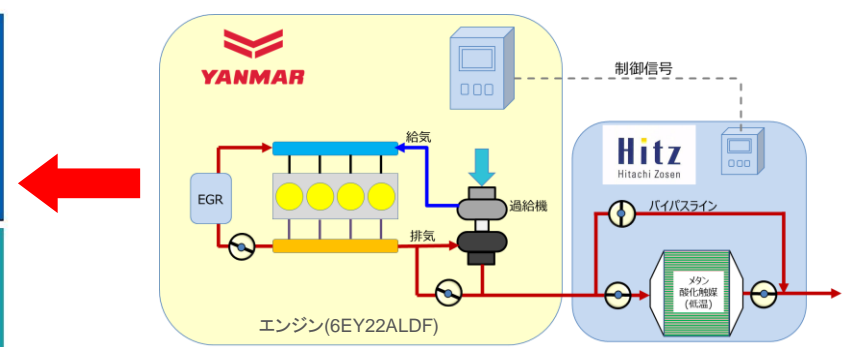 YANMAR
制御信号
給気
Hitz
Hitachi Zosen
EGR
過給機
バイパスライン
排気
メタン
酸化触媒
(低温)
エンジン(6EY22ALDF)